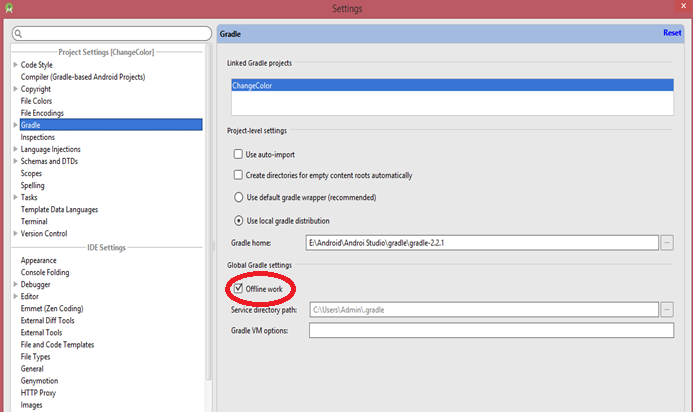 Settings
Project Settings [ChangeColor]
Code Style
Compiler (Gradle-based Android Projects)
Copyright
File Colors
File Encodings
Gradle
Inspections
Language Injections
Schemas and DTDs
Scopes
Spelling
Tasks
Template Data Languages
Terminal
Version Control
IDE Settings
Appearance
Console Folding
Debugger
Editor
Emmet (Zen Coding)
External Diff Tools
External Tools
File and Code Templates
File Types
General
Genymotion
HTTP Proxy
Images
Gradle
Reset
Linked Gradle projects
ChangeColor
Project-level settings
Use auto-import
Create directories for empty content roots automatically
Use default gradle wrapper (recommended)
Use local gradle distribution
Gradle home: E:\Android\Androi Studio\gradle\gradle-2.2.1 ...
Global Gradle settings
Offline work
Service directory path: C:\Users\Admin\.gradle ...
Gradle VM options: